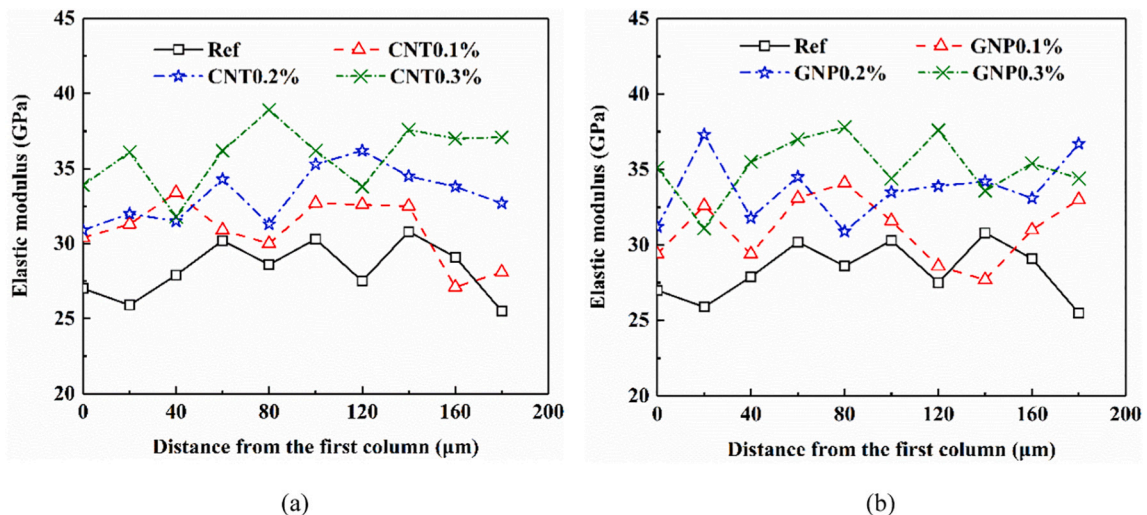 45
40
35
30
25
20
Elastic modulus (GPa)
Ref
CNT0.1%
CNT0.2%
CNT0.3%
0 40 80 120 160 200
Distance from the first column (μm)
(a)
45
40
35
30
25
20
Elastic modulus (GPa)
Ref
GNP0.1%
GNP0.2%
GNP0.3%
0 40 80 120 160 200
Distance from the first column (μm)
(b)